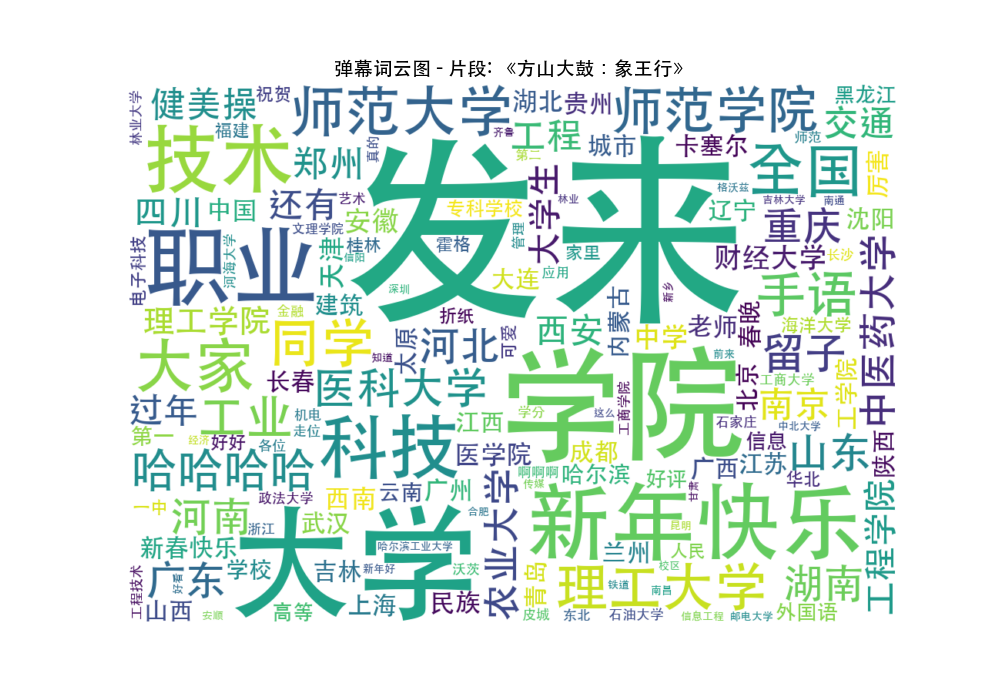 弹幕词云图 - 片段: 《方山大鼓：象王行》
林业大学
健美操
祝贺
福建
师范大学
齐鲁
湖北
贵州
师范学院
黑龙江
师范
交通
技术
郑州
真的
发来
第二
工程
城市
卡塞尔
全国
厉害
四川
中国
还有
艺术
安徽
专科学校
大学生
林业
格沃兹
辽宁
吉林大学
南通
重庆
沈阳
电子科技
职业
河海大学
文理学院
天津
信阳
桂林
霍格
管理
家里
大连
应用
财经大学
长沙
手语
中医药大学
理工学院
金融
建筑
深圳
折纸
可爱
西安
内蒙古
新乡
中学
老师
春晚
海洋大学
大家
同学
太原
知道
河北
学院
前来
北京
留子
长春
医科大学
工商学院
工商大学
南京
工学院
过年
工业
机电
走位
江西
学分
这么
石家庄
中北大学
第一
经济
好好
各位
科技
医学院
成都
信息
山东
陕西
哈哈哈哈
政法大学
西南
云南
广州
啊啊啊
传媒
哈尔滨
好评
广西
甘肃
江苏
华北
一中
河南
浙江
武汉
大学
合肥
农业大学
新年快乐
昆明
工程学院
新春快乐
哈尔滨工业大学
兰州
人民
广东
好看
学校
吉林
新年好
沃茨
青岛
理工大学
铁道
校区
南昌
湖南
工程技术
山西
安顺
高等
上海
民族
皮城
东北
石油大学
信息工程
邮电大学
外国语